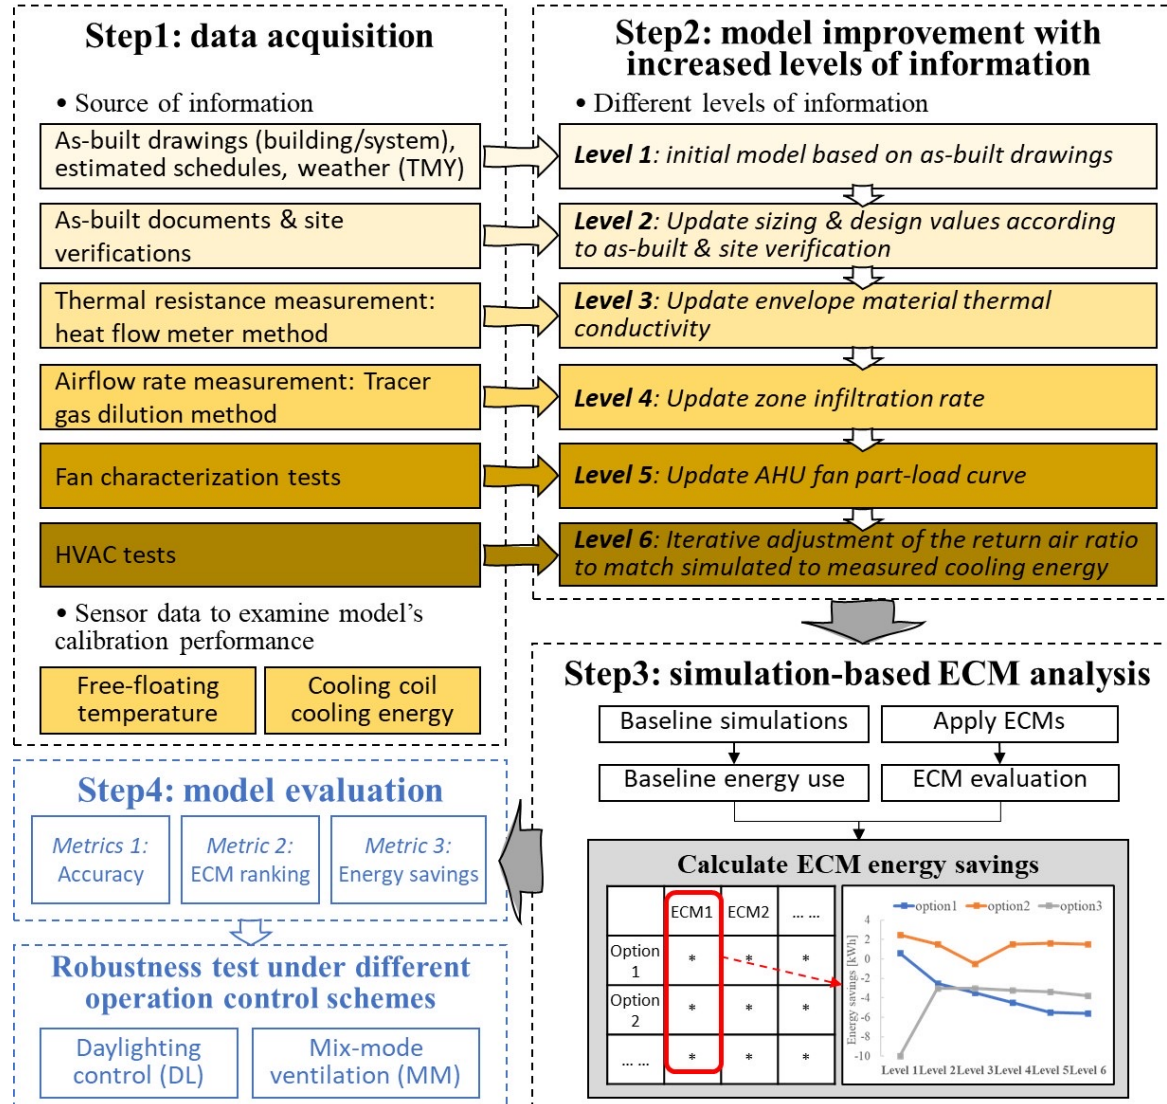 Step1: data acquisition
• Source of information
As-built drawings (building/system),
estimated schedules, weather (TMY)
As-built documents & site
verifications
Thermal resistance measurement:
heat flow meter method
Airflow rate measurement: Tracer
gas dilution method
Fan characterization tests
HVAC tests
• Sensor data to examine model's
calibration performance
Free-floating
temperature
Cooling coil
cooling energy
Step2: model improvement with
increased levels of information
• Different levels of information
Level 1: initial model based on as-built drawings
Level 2: Update sizing & design values according
to as-built & site verification
Level 3: Update envelope material thermal
conductivity
Level 4: Update zone infiltration rate
Level 5: Update AHU fan part-load curve
Level 6: Iterative adjustment of the return air ratio
to match simulated to measured cooling energy
Step3: simulation-based ECM analysis
Baseline simulations
Apply ECMs
Baseline energy use
ECM evaluation
Calculate ECM energy savings
ECM1 ECM2 ... ...
Option
1 * * *
Option
2 * * *
... ... * * *
option1 option2 option3
Energy savings [kWh]
4
2
0
-2
-4
-6
-8
-10
Level 1 Level 2 Level 3 Level 4 Level 5 Level 6
Step4: model evaluation
Metrics 1:
Accuracy
Metric 2:
ECM ranking
Metric 3:
Energy savings
Robustness test under different
operation control schemes
Daylighting
control (DL)
Mix-mode
ventilation (MM)